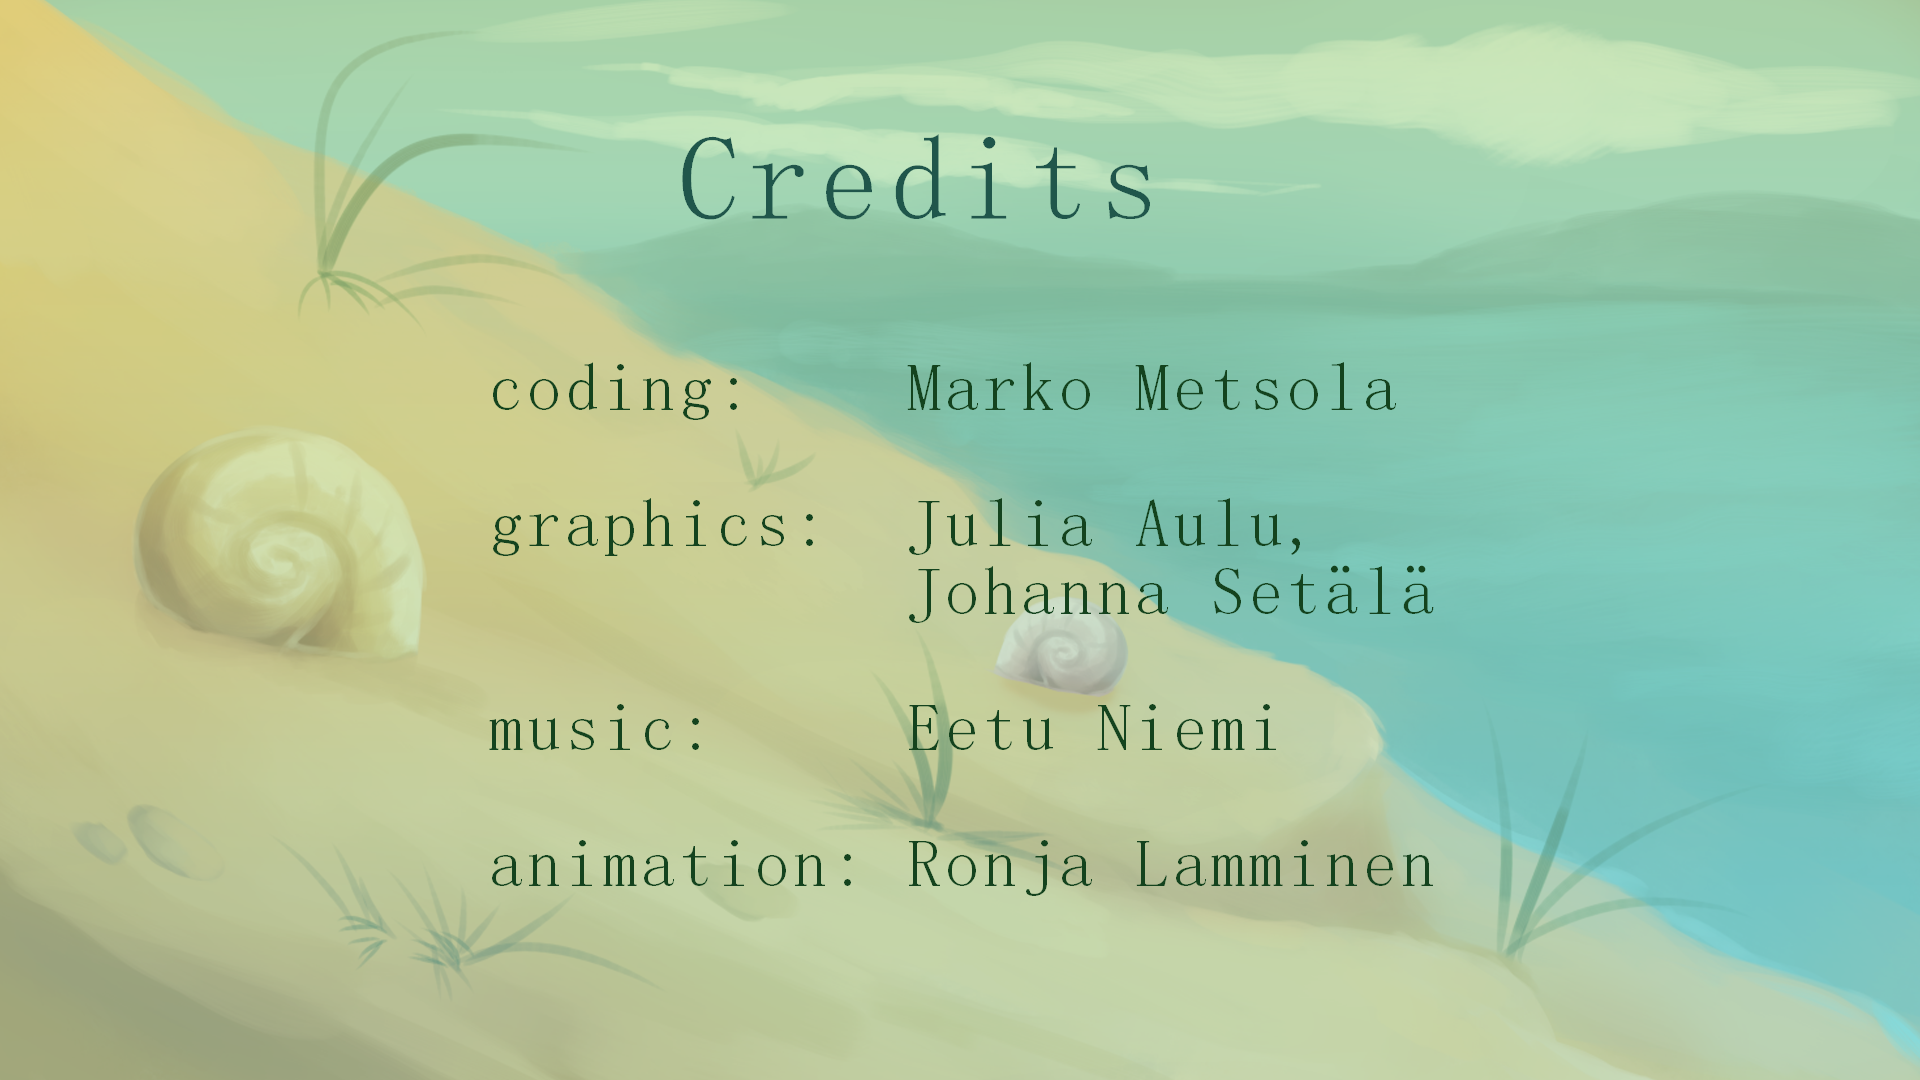 Credits
coding: Marko Metsola
graphics: Julia Aulu,
Johanna Setälä
music: Eetu Niemi
animation: Ronja Lamminen